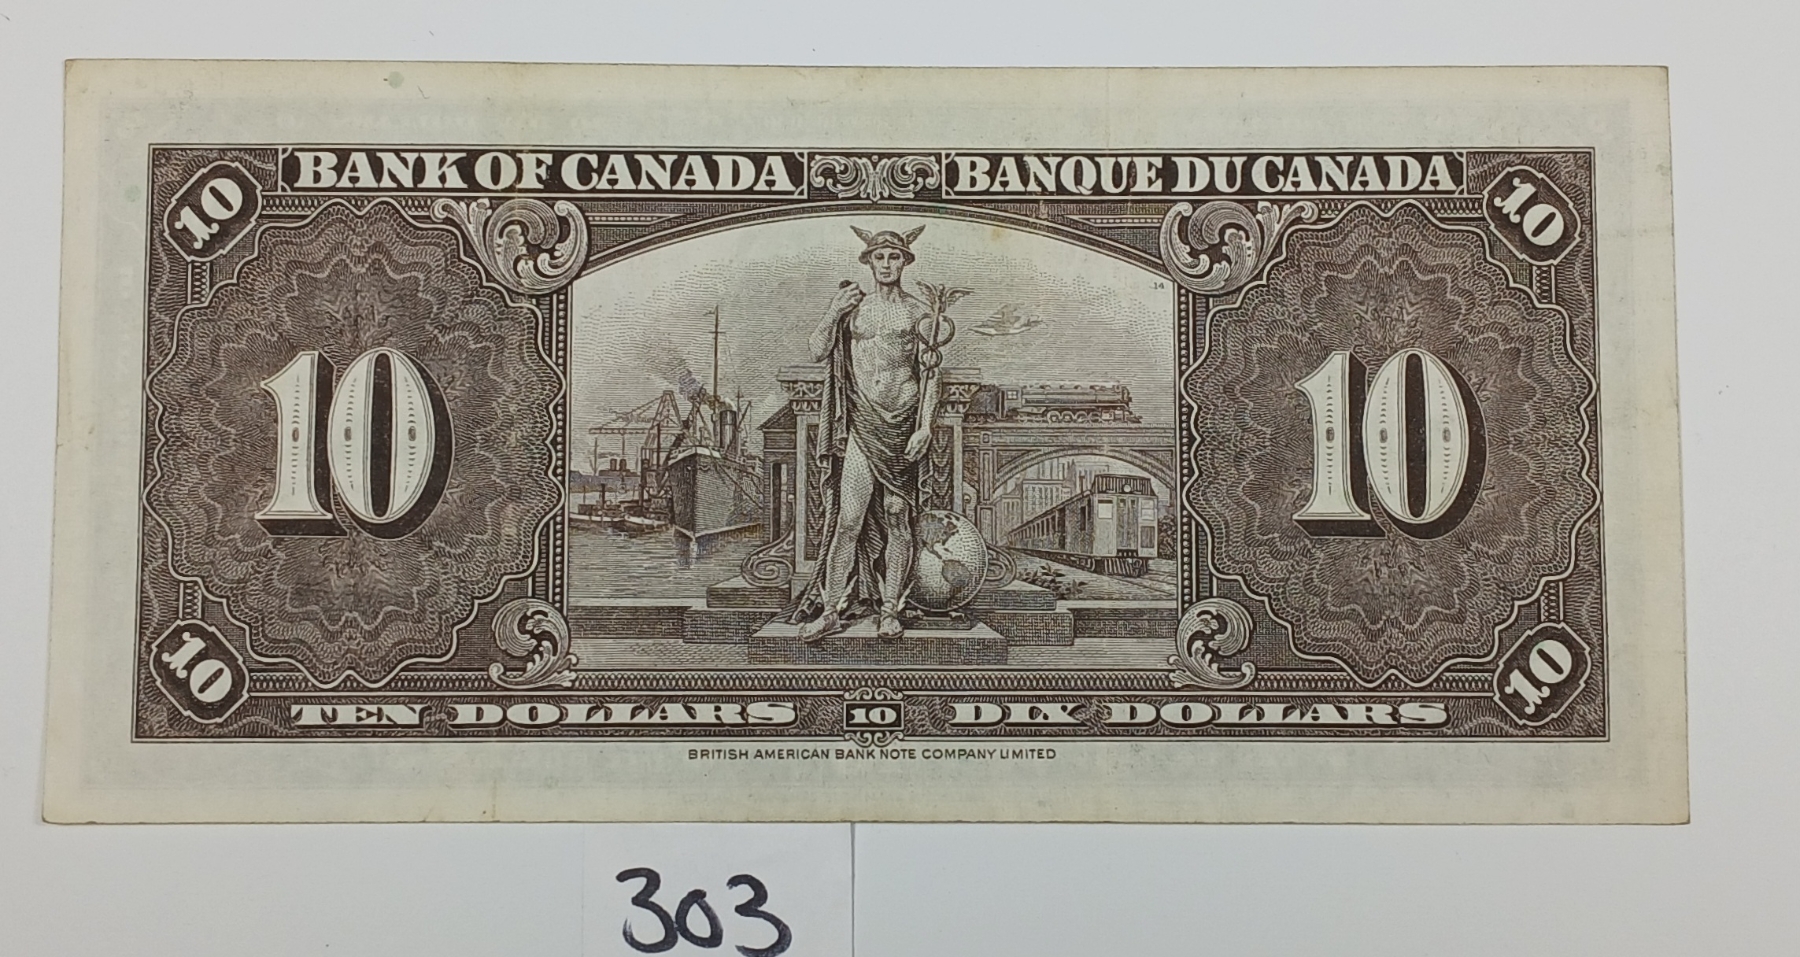 BANK OF CANADA BANQUE DU CANADA
10 10
14
10 10
10 10
TEN DOLLARS 10 DIX DOLLARS
BRITISH AMERICAN BANK NOTE COMPANY LIMITED
303